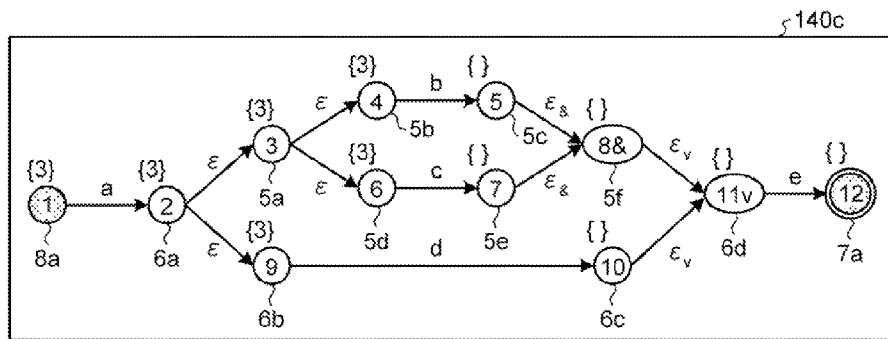 140c
{3} b { }
4 5 ε&
{3} ε 5b 5c { }
3 8&
{3} {3} ε 5a {3} c { } ε& 5f εv { } { }
a ε 6 7 e
1 2 5d 5e 11v 12
8a 6a ε {3} d { } εv 6d 7a
9 10
6b 6c